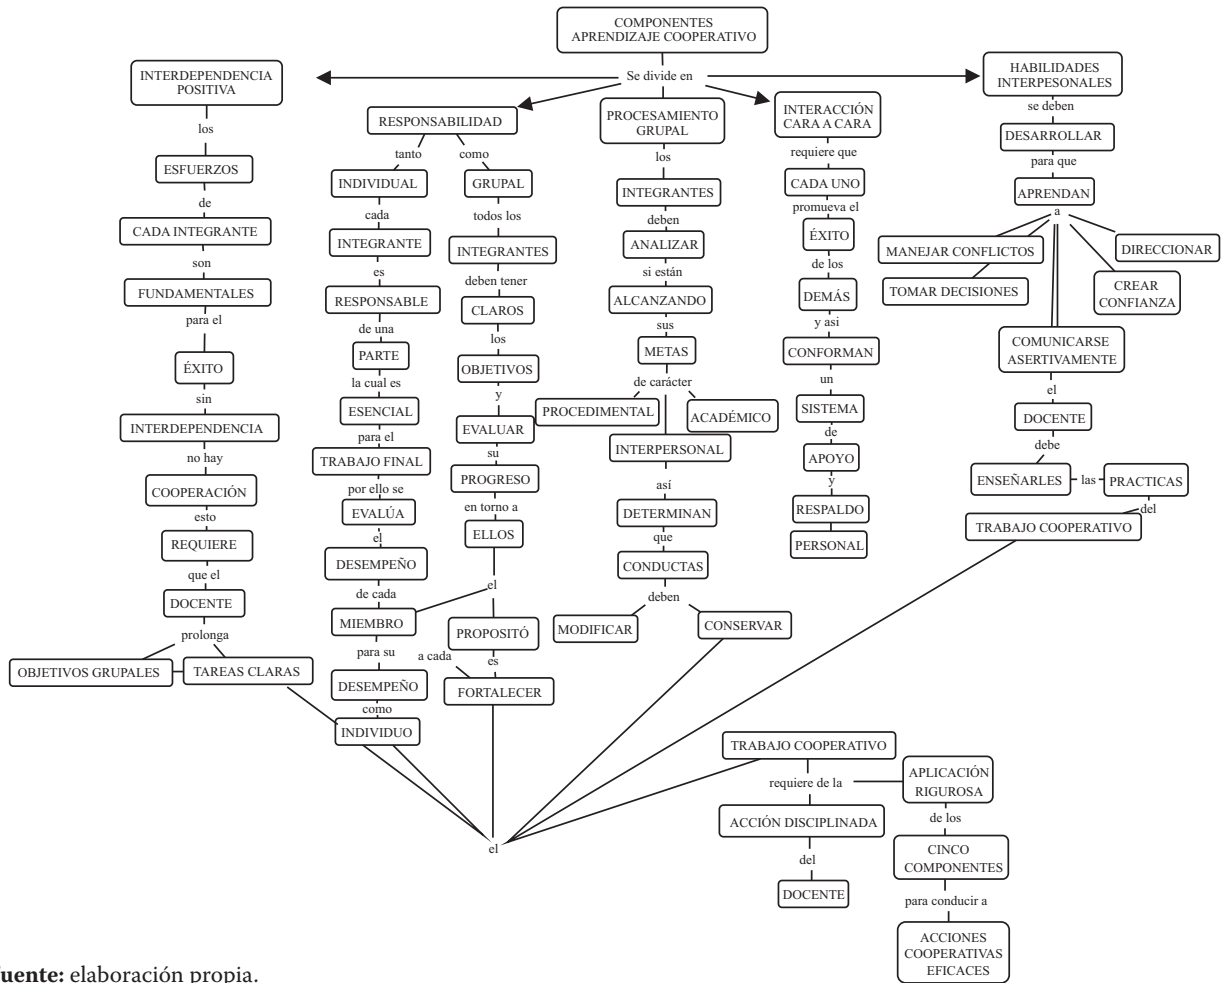 COMPONENTES
APRENDIZAJE COOPERATIVO
Se divide en
INTERDEPENDENCIA
POSITIVA
los
ESFUERZOS
de
CADA INTEGRANTE
son
FUNDAMENTALES
para el
ÉXITO
sin
INTERDEPENDENCIA
no hay
COOPERACIÓN
esto
REQUIERE
que el
DOCENTE
prolonga
OBJETIVOS GRUPALES
TAREAS CLARAS
RESPONSABILIDAD
tanto
INDIVIDUAL
cada
INTEGRANTE
es
RESPONSABLE
de una
PARTE
la cual es
ESENCIAL
para el
TRABAJO FINAL
por ello se
EVALÚA
el
DESEMPEÑO
de cada
MIEMBRO
para su
DESEMPEÑO
como
INDIVIDUO
como
GRUPAL
todos los
INTEGRANTES
deben tener
CLAROS
los
OBJETIVOS
y
EVALUAR
su
PROGRESO
en torno a
ELLOS
el
PROPOSITÓ
es
a cada
FORTALECER
PROCESAMIENTO
GRUPAL
los
INTEGRANTES
deben
ANALIZAR
si están
ALCANZANDO
sus
METAS
de carácter
PROCEDIMENTAL
ACADÉMICO
INTERPERSONAL
así
DETERMINAN
que
CONDUCTAS
deben
MODIFICAR
CONSERVAR
INTERACCIÓN
CARA A CARA
requiere que
CADA UNO
promueva el
ÉXITO
de los
DEMÁS
y asi
CONFORMAN
un
SISTEMA
de
APOYO
y
RESPALDO
PERSONAL
HABILIDADES
INTERPESONALES
se deben
DESARROLLAR
para que
APRENDAN
a
MANEJAR CONFLICTOS
TOMAR DECISIONES
DIRECCIONAR
CREAR
CONFIANZA
COMUNICARSE
ASERTIVAMENTE
el
DOCENTE
debe
ENSEÑARLES
las
PRACTICAS
del
TRABAJO COOPERATIVO
el
TRABAJO COOPERATIVO
requiere de la
ACCIÓN DISCIPLINADA
del
DOCENTE
APLICACIÓN
RIGUROSA
de los
CINCO
COMPONENTES
para conducir a
ACCIONES
COOPERATIVAS
EFICACES
uente: elaboración propia.